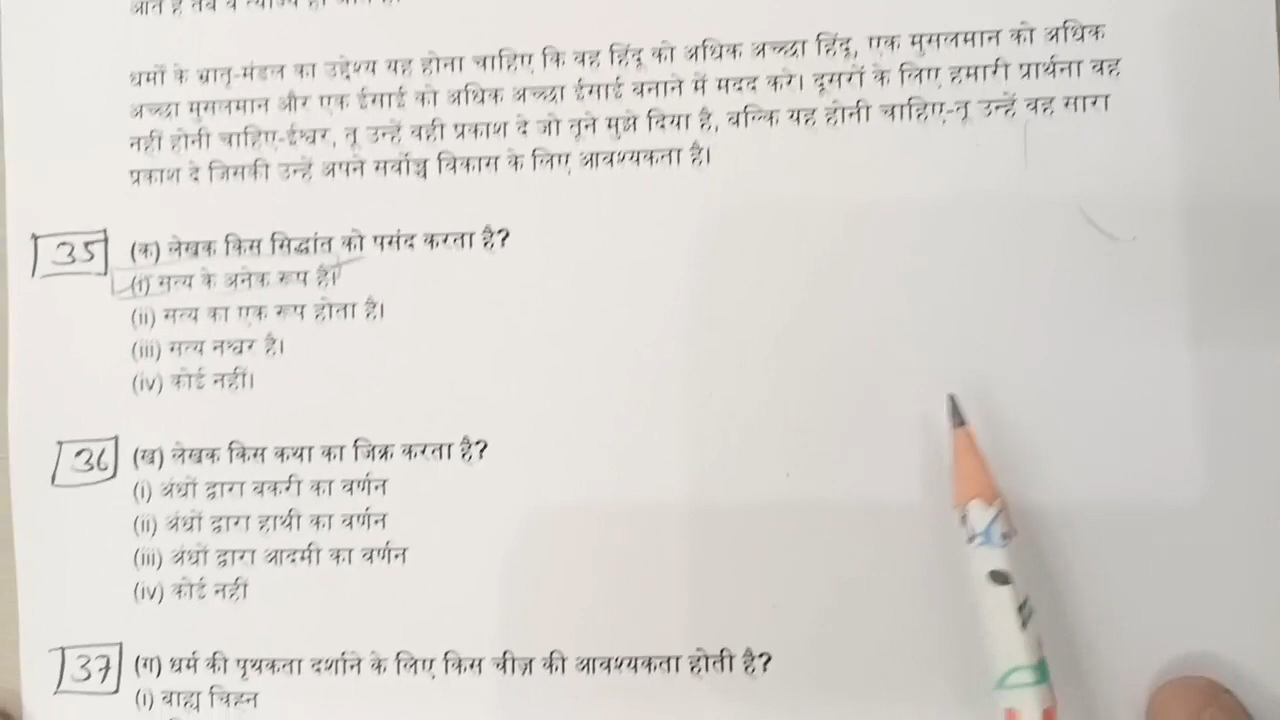 धर्मों के भ्रातृ-मंडल का उद्देश्य यह होना चाहिए कि वह हिंदू को अधिक अच्छा हिंदू, एक मुसलमान को अधिक
अच्छा मुसलमान और एक ईसाई को अधिक अच्छा ईसाई बनाने में मदद करे। दूसरों के लिए हमारी प्रार्थना वह
नहीं होनी चाहिए-ईश्वर, तू उन्हें वही प्रकाश दे जो तूने मुझे दिया है, बल्कि यह होनी चाहिए-तू उन्हें वह सारा
प्रकाश दे जिसकी उन्हें अपने सर्वोच्च विकास के लिए आवश्यकता है।
35 (क) लेखक किस सिद्धांत को पसंद करता है?
(i) सत्य के अनेक रूप हैं।
(ii) सत्य का एक रूप होता है।
(iii) सत्य नश्वर है।
(iv) कोई नहीं।
36 (ख) लेखक किस कथा का जिक्र करता है?
(i) अंधों द्वारा बकरी का वर्णन
(ii) अंधों द्वारा हाथी का वर्णन
(iii) अंधों द्वारा आदमी का वर्णन
(iv) कोई नहीं
37 (ग) धर्म की पृथकता दर्शाने के लिए किस चीज़ की आवश्यकता होती है?
(i) बाह्य चिह्न